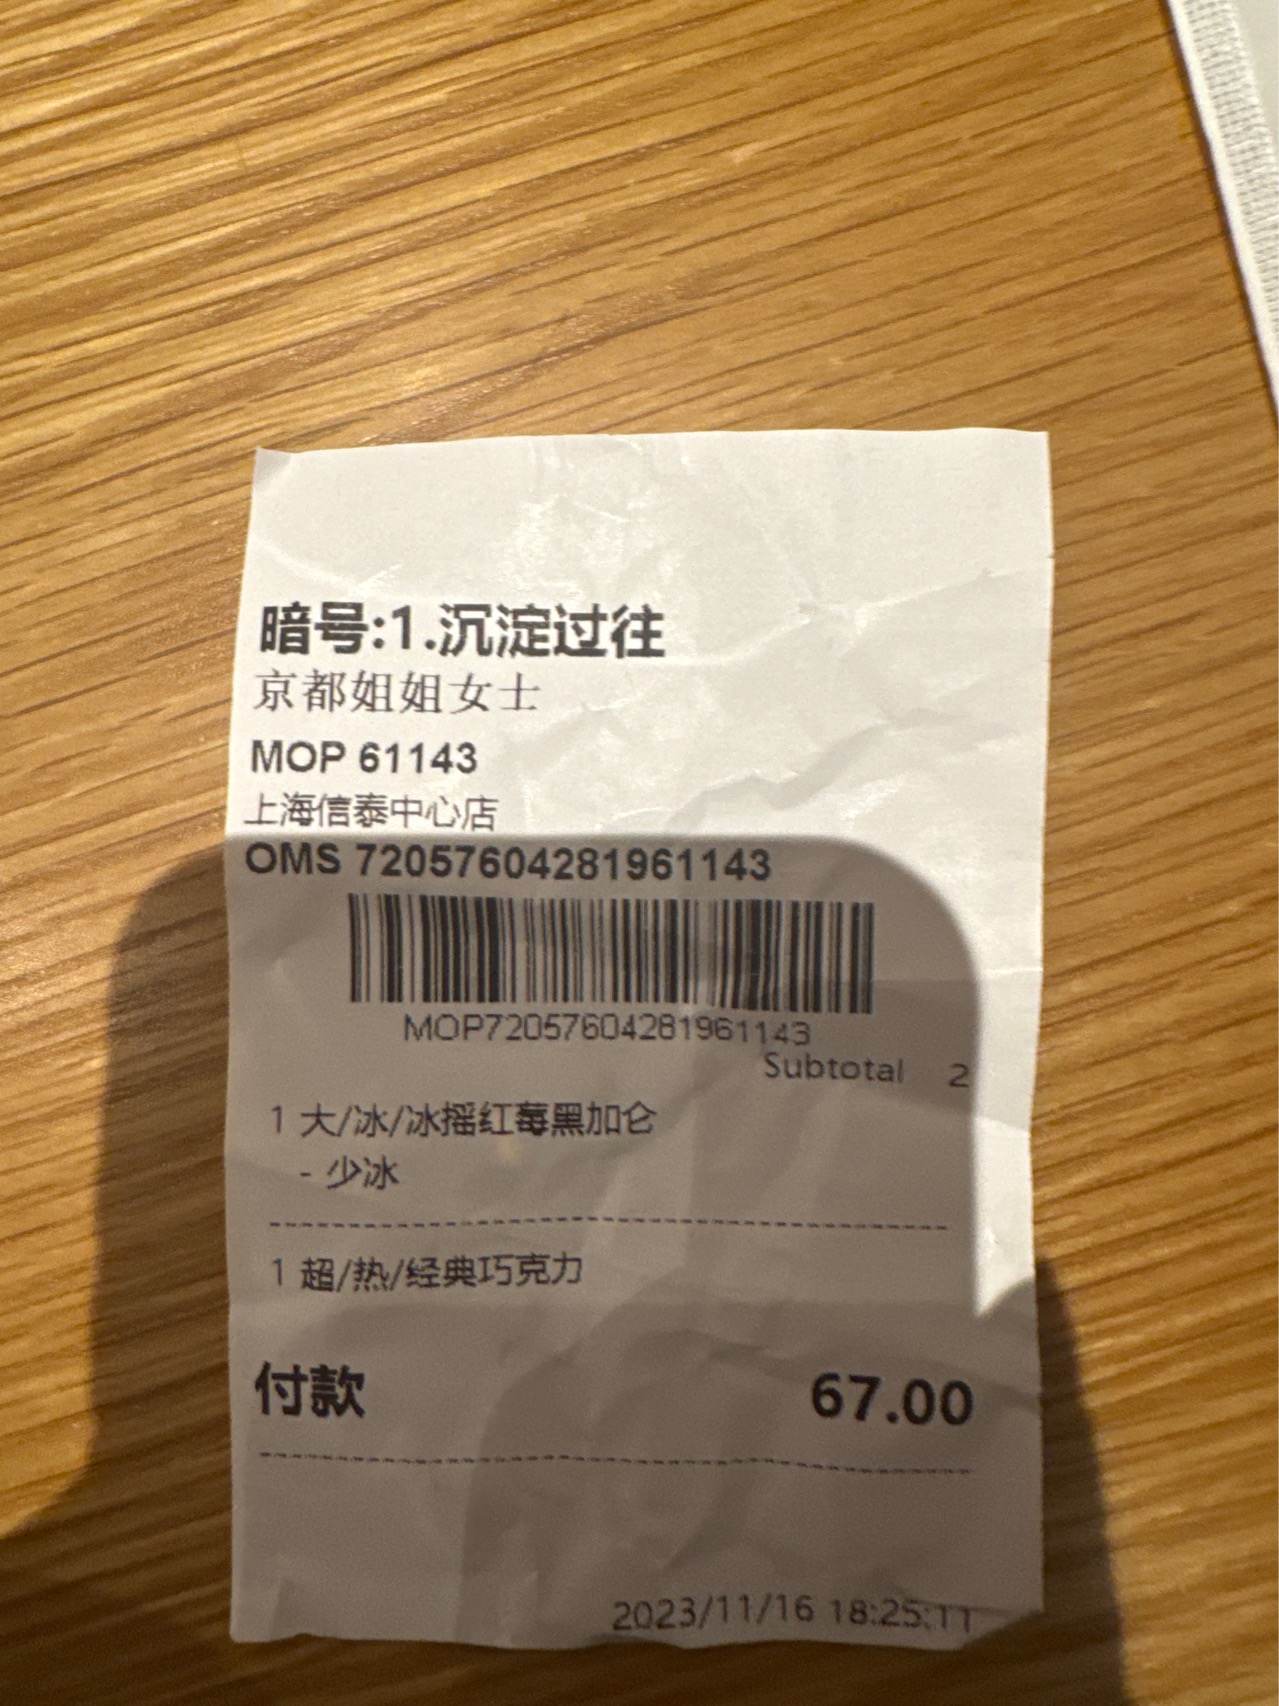 暗号:1.沉淀过往
京都姐姐女士
MOP 61143
上海信泰中心店
OMS 72057604281961143
MOP72057604281961143
Subtotal 2
1 大/冰/冰摇红莓黑加仑
- 少冰
1 超/热/经典巧克力
付款 67.00
2023/11/16 18:25:11